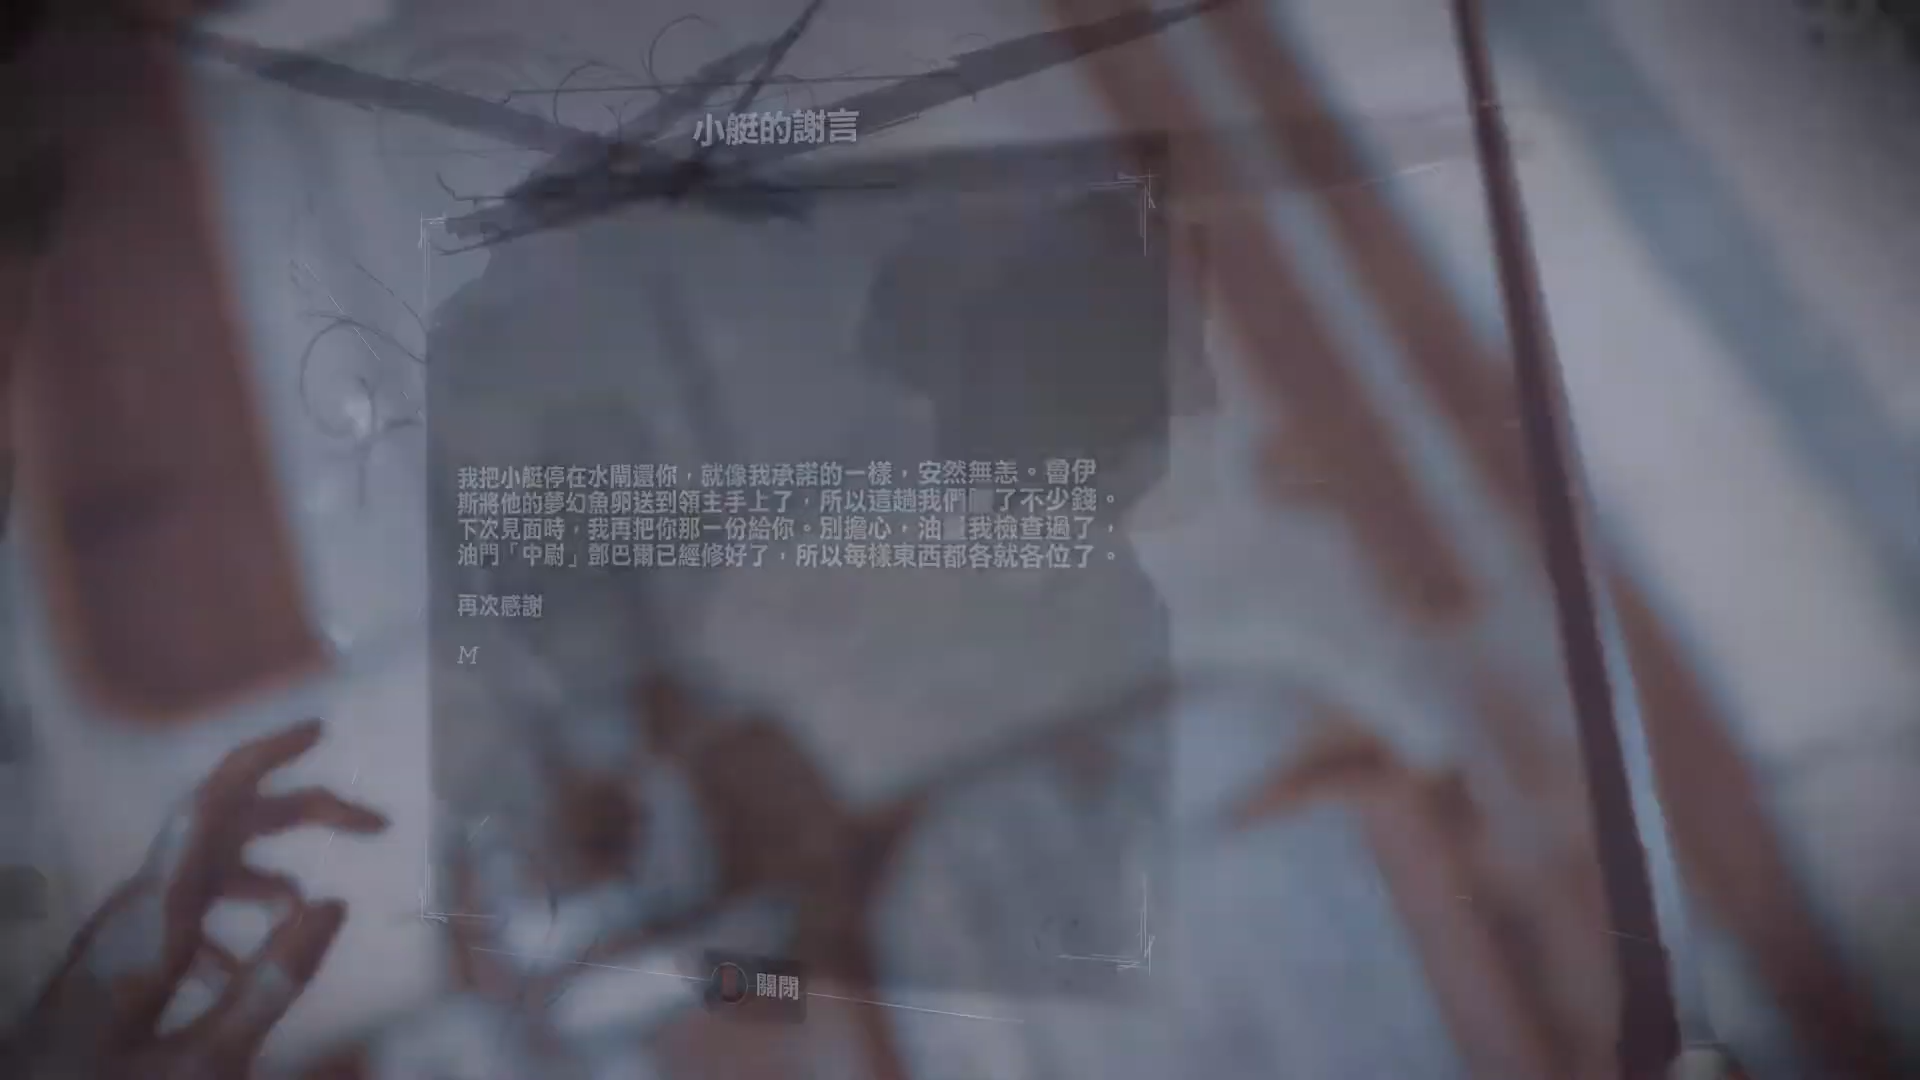 小艇的謝言
我把小艇停在水閘還你，就像我承諾的一樣，安然無恙。魯伊
斯將他的夢幻魚卵送到領主手上了，所以這趟我們 了不少錢。
下次見面時，我再把你那一份給你。別擔心，油 我檢查過了，
油門「中尉」鄧巴爾已經修好了，所以每樣東西都各就各位了。
再次感謝
M
關閉